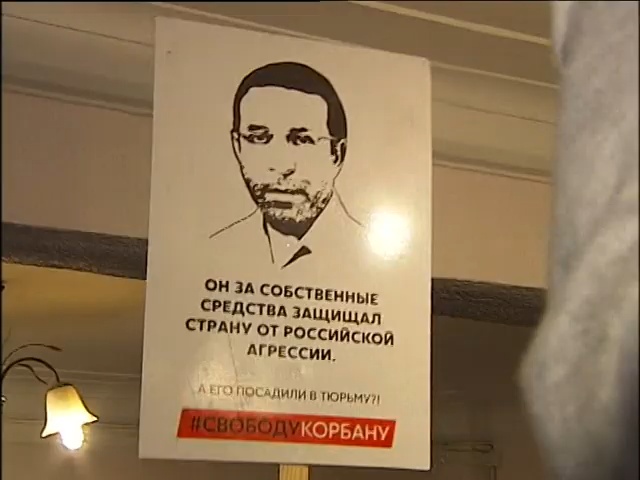 ОН ЗА СОБСТВЕННЫЕ
СРЕДСТВА ЗАЩИЩАЛ
СТРАНУ ОТ РОССИЙСКОЙ
АГРЕССИИ.
А ЕГО ПОСАДИЛИ В ТЮРЬМУ?!
#СВОБОДУКОРБАНУ